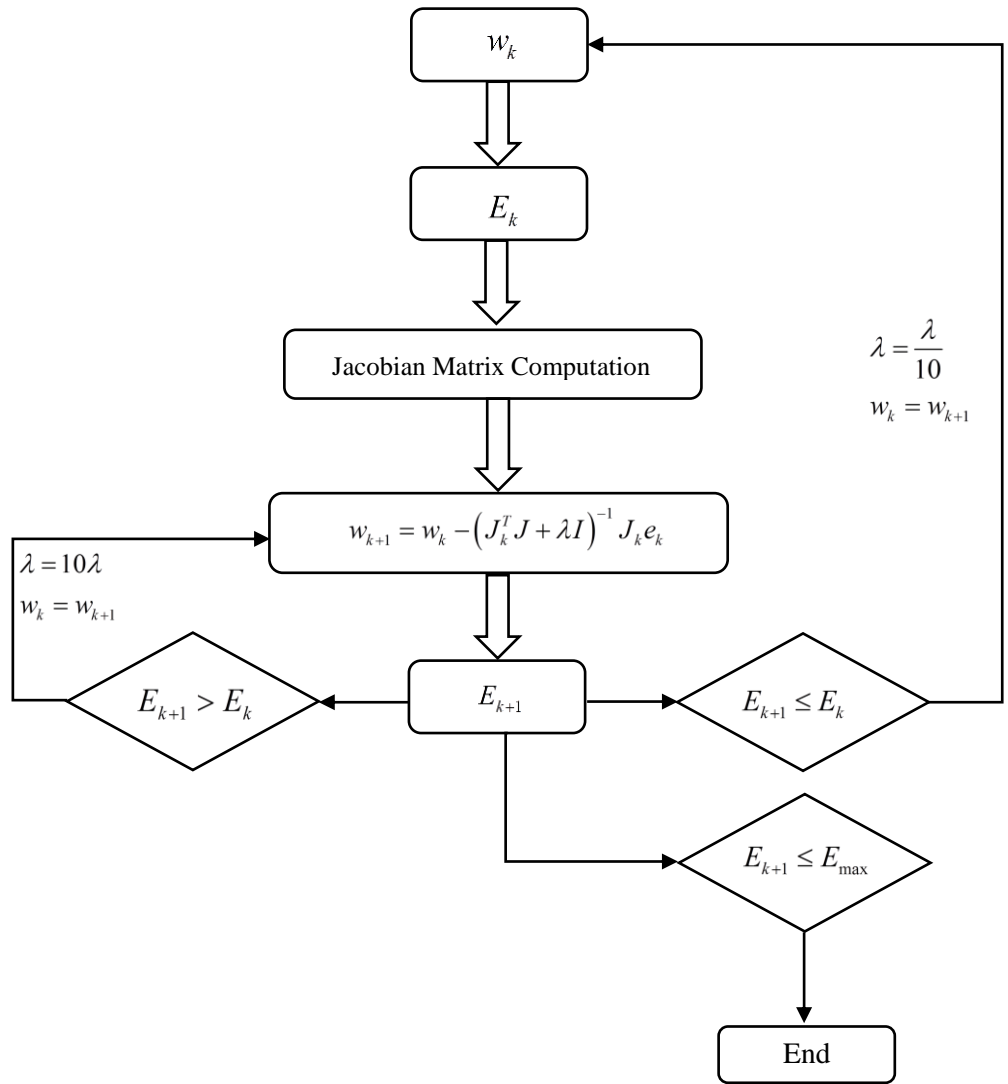 w_k
E_k
λ = λ/10
w_k = w_{k+1}
Jacobian Matrix Computation
w_{k+1} = w_k − (J_k^T J + λI)^{−1} J_k e_k
λ = 10λ
w_k = w_{k+1}
E_{k+1} > E_k
E_{k+1}
E_{k+1} ≤ E_k
E_{k+1} ≤ E_max
End